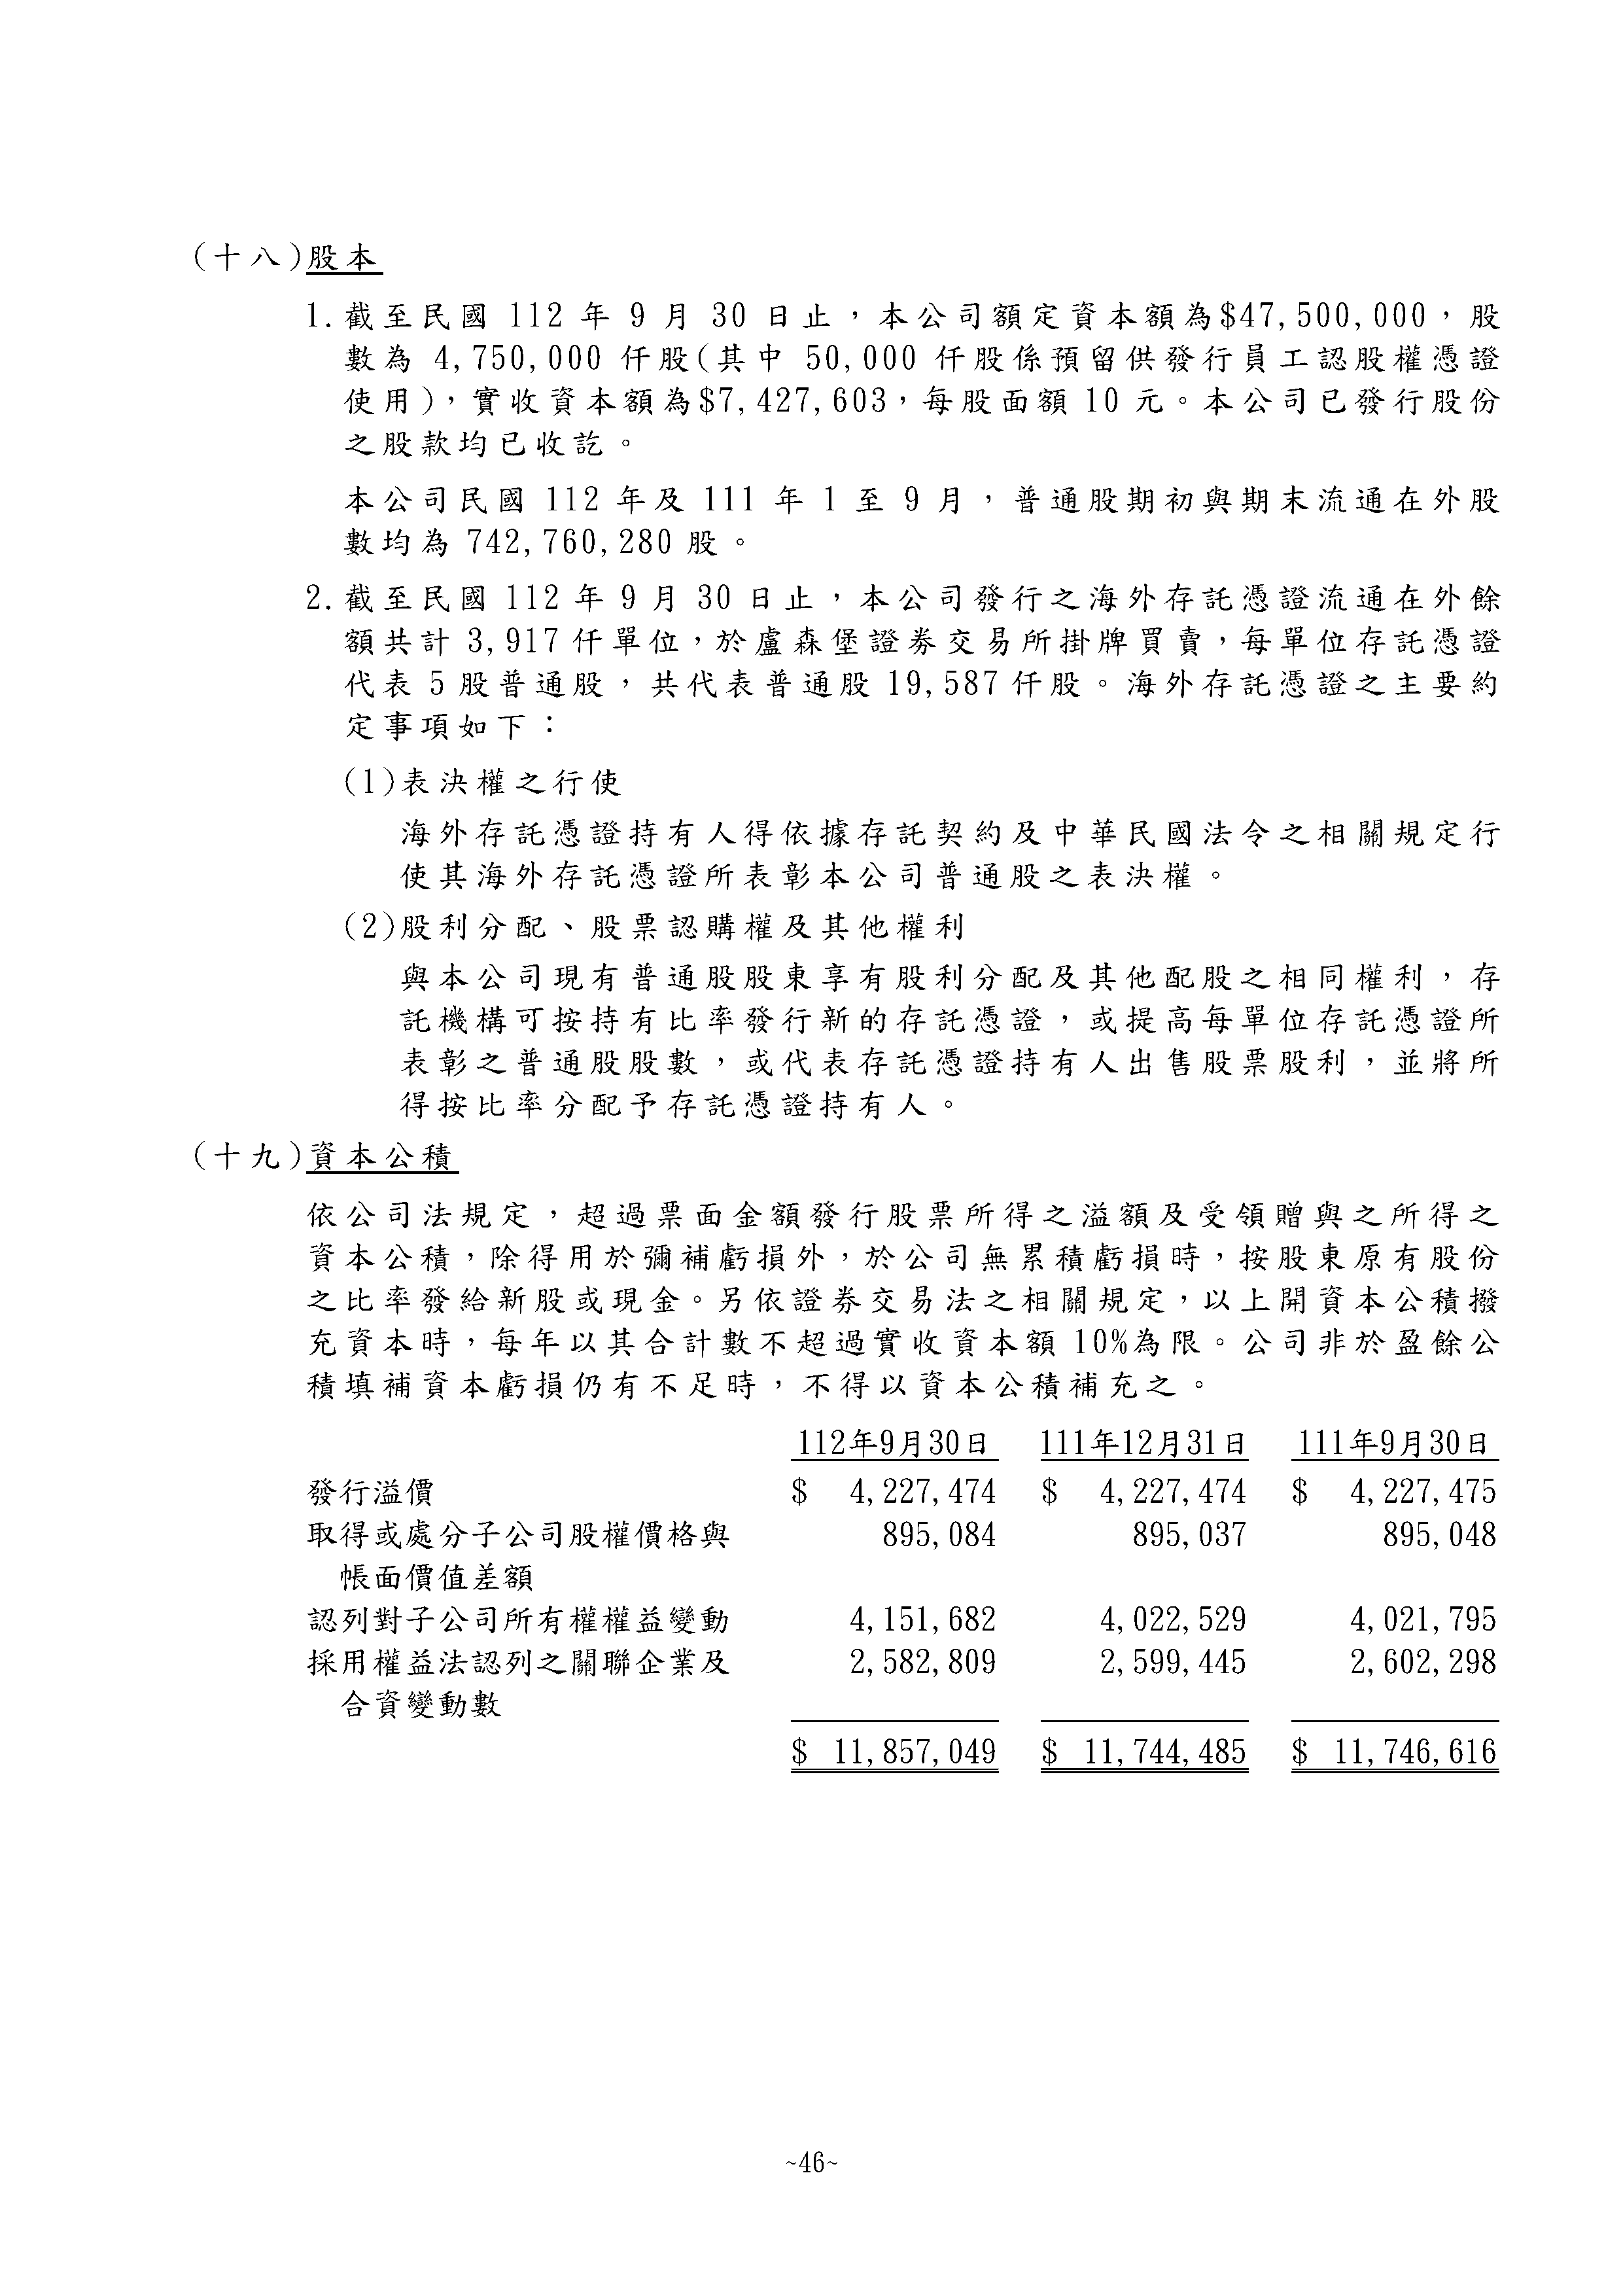 (十八)股本
1.截至民國 112 年 9 月 30 日止，本公司額定資本額為$47,500,000，股
數為 4,750,000 仟股(其中 50,000 仟股係預留供發行員工認股權憑證
使用)，實收資本額為$7,427,603，每股面額 10 元。本公司已發行股份
之股款均已收訖。
本公司民國 112 年及 111 年 1 至 9 月，普通股期初與期末流通在外股
數均為 742,760,280 股。
2.截至民國 112 年 9 月 30 日止，本公司發行之海外存託憑證流通在外餘
額共計 3,917 仟單位，於盧森堡證券交易所掛牌買賣，每單位存託憑證
代表 5 股普通股，共代表普通股 19,587 仟股。海外存託憑證之主要約
定事項如下：
(1)表決權之行使
海外存託憑證持有人得依據存託契約及中華民國法令之相關規定行
使其海外存託憑證所表彰本公司普通股之表決權。
(2)股利分配、股票認購權及其他權利
與本公司現有普通股股東享有股利分配及其他配股之相同權利，存
託機構可按持有比率發行新的存託憑證，或提高每單位存託憑證所
表彰之普通股股數，或代表存託憑證持有人出售股票股利，並將所
得按比率分配予存託憑證持有人。
(十九)資本公積
依公司法規定，超過票面金額發行股票所得之溢額及受領贈與之所得之
資本公積，除得用於彌補虧損外，於公司無累積虧損時，按股東原有股份
之比率發給新股或現金。另依證券交易法之相關規定，以上開資本公積撥
充資本時，每年以其合計數不超過實收資本額 10%為限。公司非於盈餘公
積填補資本虧損仍有不足時，不得以資本公積補充之。
112年9月30日 111年12月31日 111年9月30日
發行溢價 $ 4,227,474 $ 4,227,474 $ 4,227,475
取得或處分子公司股權價格與 895,084 895,037 895,048
帳面價值差額
認列對子公司所有權權益變動 4,151,682 4,022,529 4,021,795
採用權益法認列之關聯企業及 2,582,809 2,599,445 2,602,298
合資變動數
$ 11,857,049 $ 11,744,485 $ 11,746,616
~46~